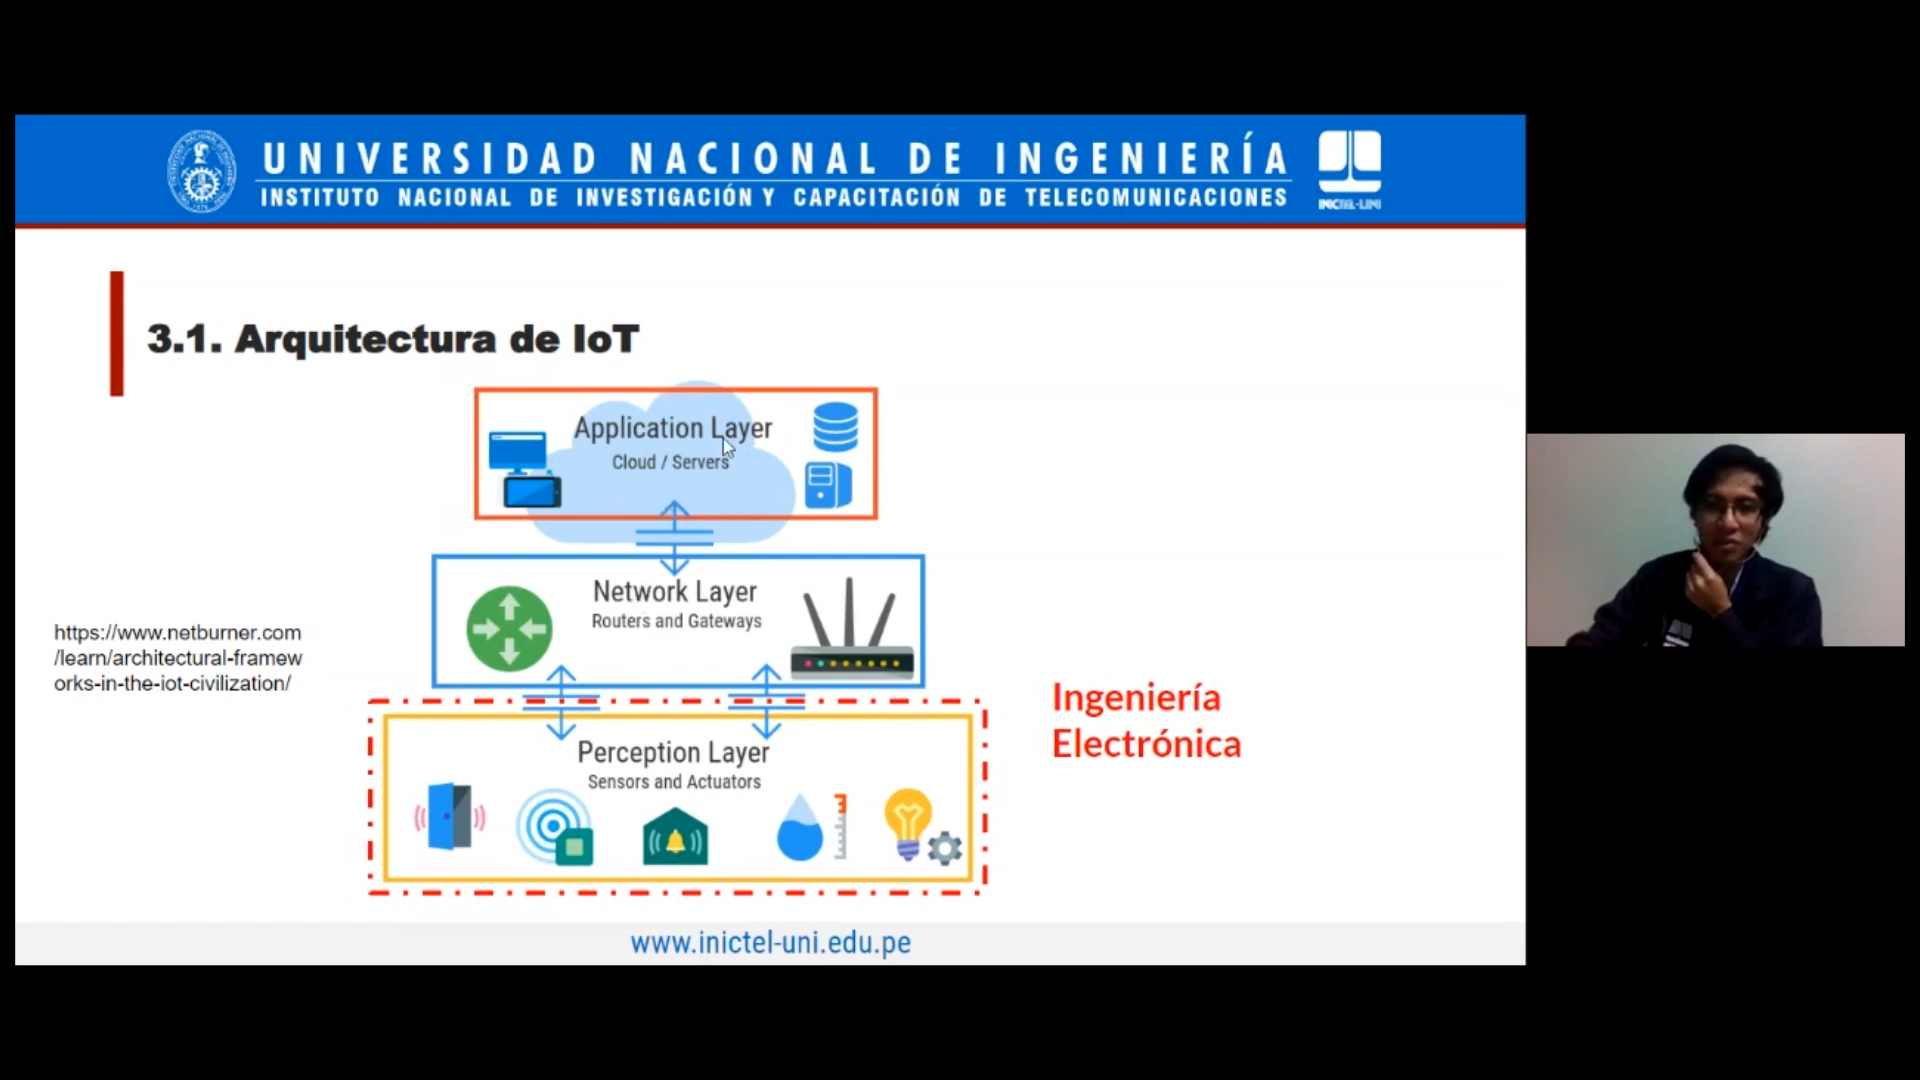 UNIVERSIDAD NACIONAL DE INGENIERÍA
INSTITUTO NACIONAL DE INVESTIGACIÓN Y CAPACITACIÓN DE TELECOMUNICACIONES
INICTEL-UNI
3.1. Arquitectura de IoT
Application Layer
Cloud / Servers
Network Layer
Routers and Gateways
https://www.netburner.com
/learn/architectural-framew
orks-in-the-iot-civilization/
Perception Layer
Sensors and Actuators
Ingeniería
Electrónica
www.inictel-uni.edu.pe